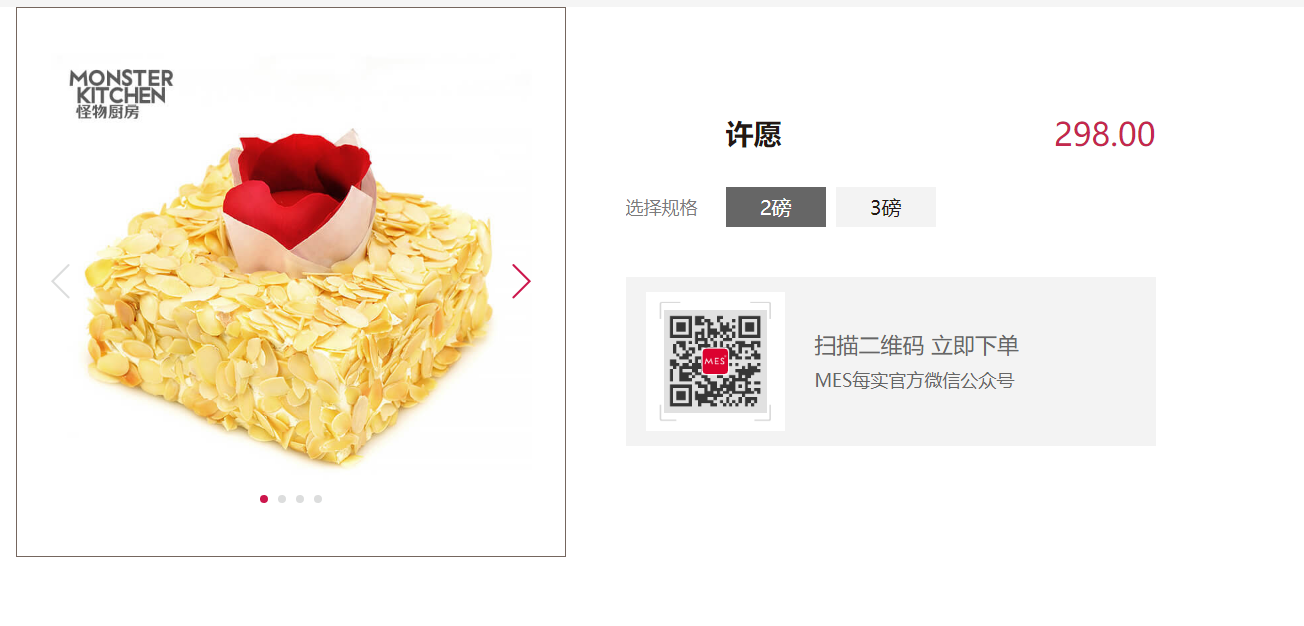 MONSTER
KITCHEN
怪物厨房
许愿
298.00
选择规格
2磅
3磅
MES
扫描二维码 立即下单
MES每实官方微信公众号